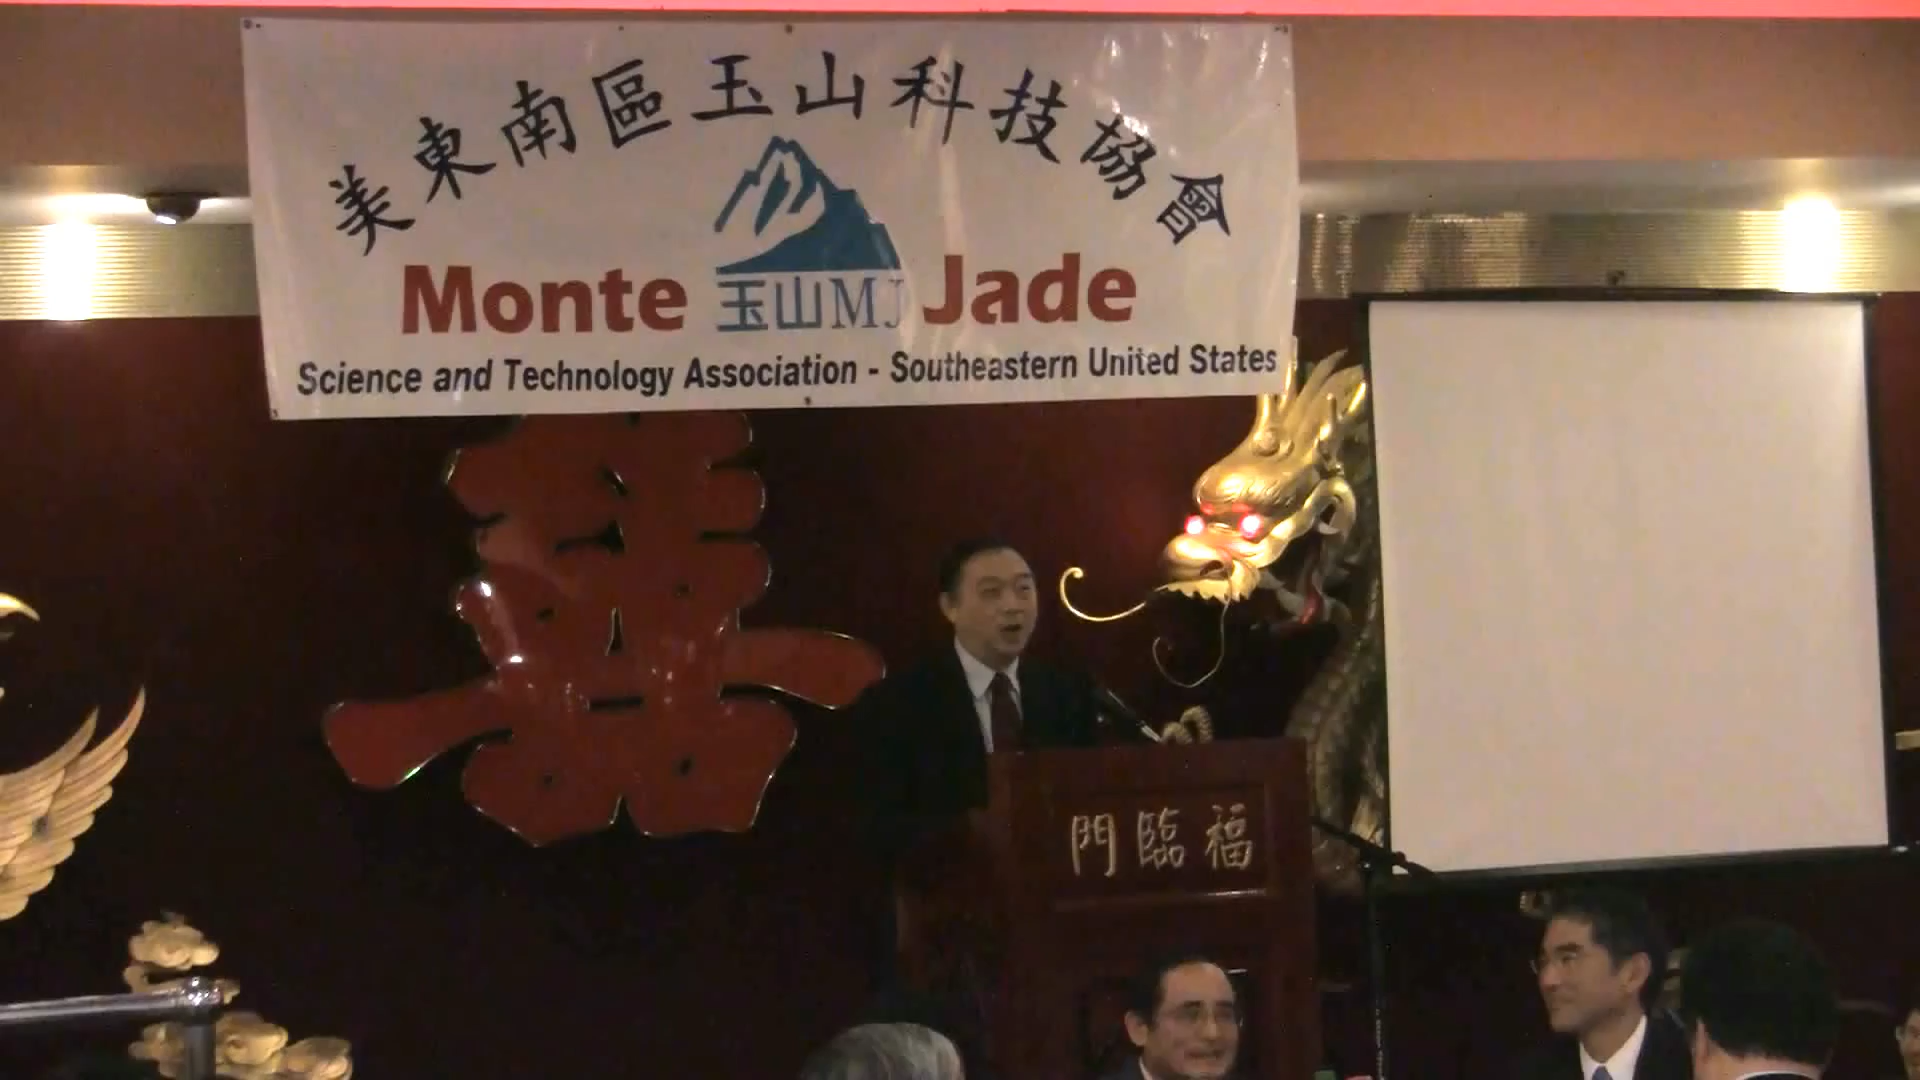 美東南區玉山科技協會
Monte 玉山MJ Jade
Science and Technology Association - Southeastern United States
囍
門臨福